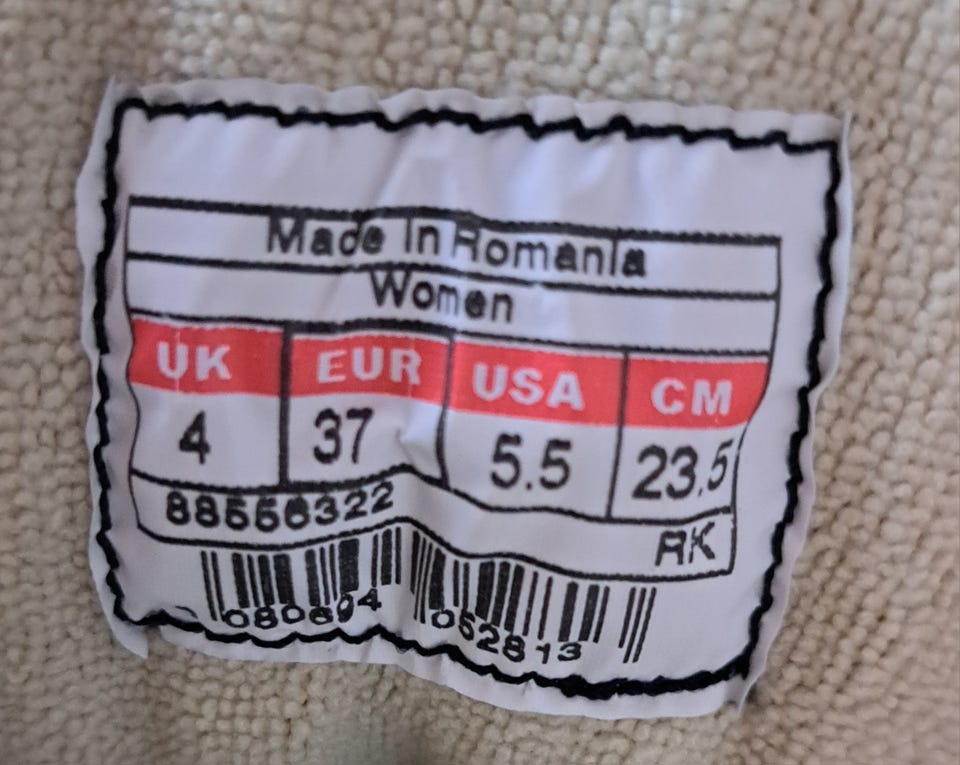 Made In Romania
Women
UK EUR USA CM
4 37 5.5 23.5
88556322
RK
080694 052813